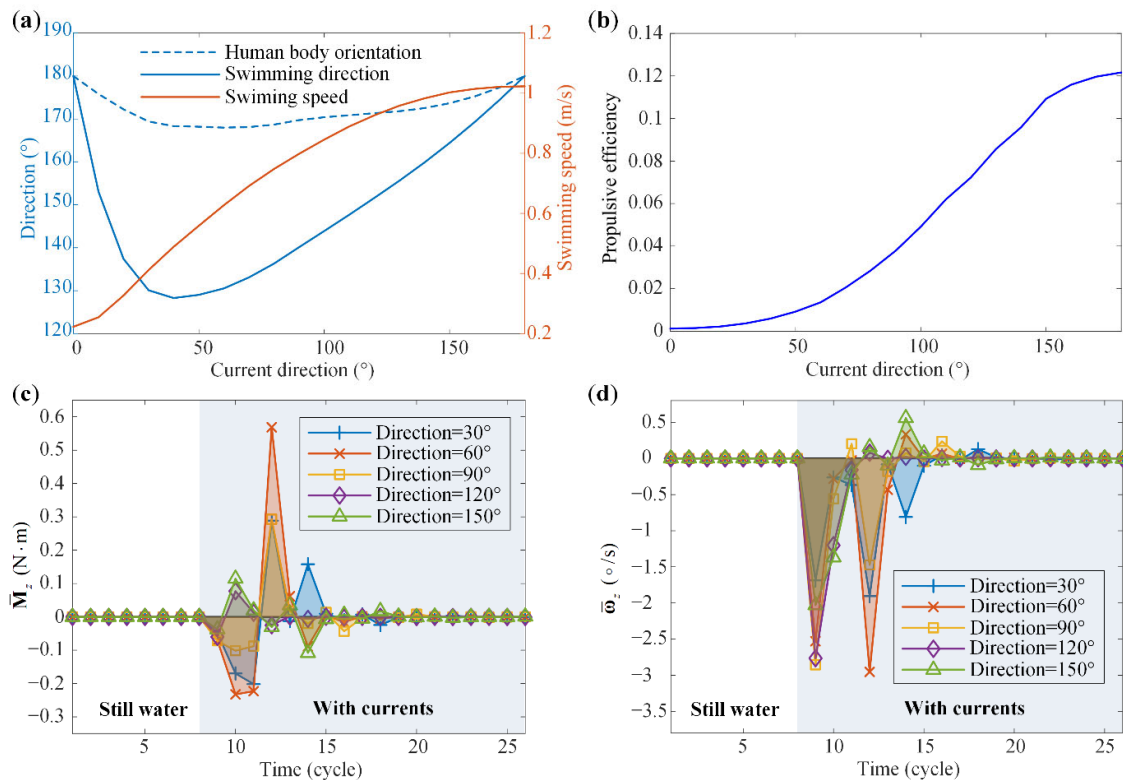 (a)
Direction (°)
180
170
160
150
140
130
120
Human body orientation
Swimming direction
Swiming speed
1.2
1
0.8
0.6
0.4
0.2
Swimming speed (m/s)
0 50 100 150
Current direction (°)
(b)
Propulsive efficiency
0.14
0.12
0.1
0.08
0.06
0.04
0.02
0
0 50 100 150
Current direction (°)
(c)
M̅z (N·m)
0.6
0.5
0.4
0.3
0.2
0.1
0
−0.1
−0.2
−0.3
Direction=30°
Direction=60°
Direction=90°
Direction=120°
Direction=150°
Still water
With currents
5 10 15 20 25
Time (cycle)
(d)
ω̅z (°/s)
0.5
0
−0.5
−1
−1.5
−2
−2.5
−3
−3.5
Direction=30°
Direction=60°
Direction=90°
Direction=120°
Direction=150°
Still water
With currents
5 10 15 20 25
Time (cycle)